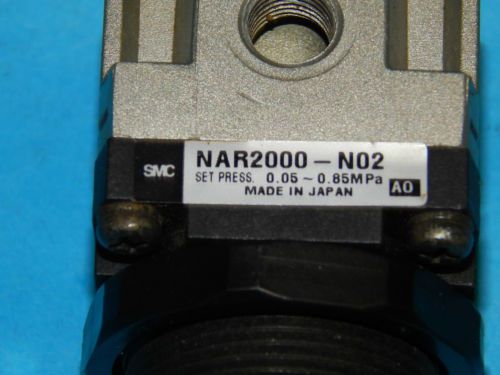 SMC NAR2000-N02
SET PRESS. 0.05~0.85MPa
MADE IN JAPAN AO